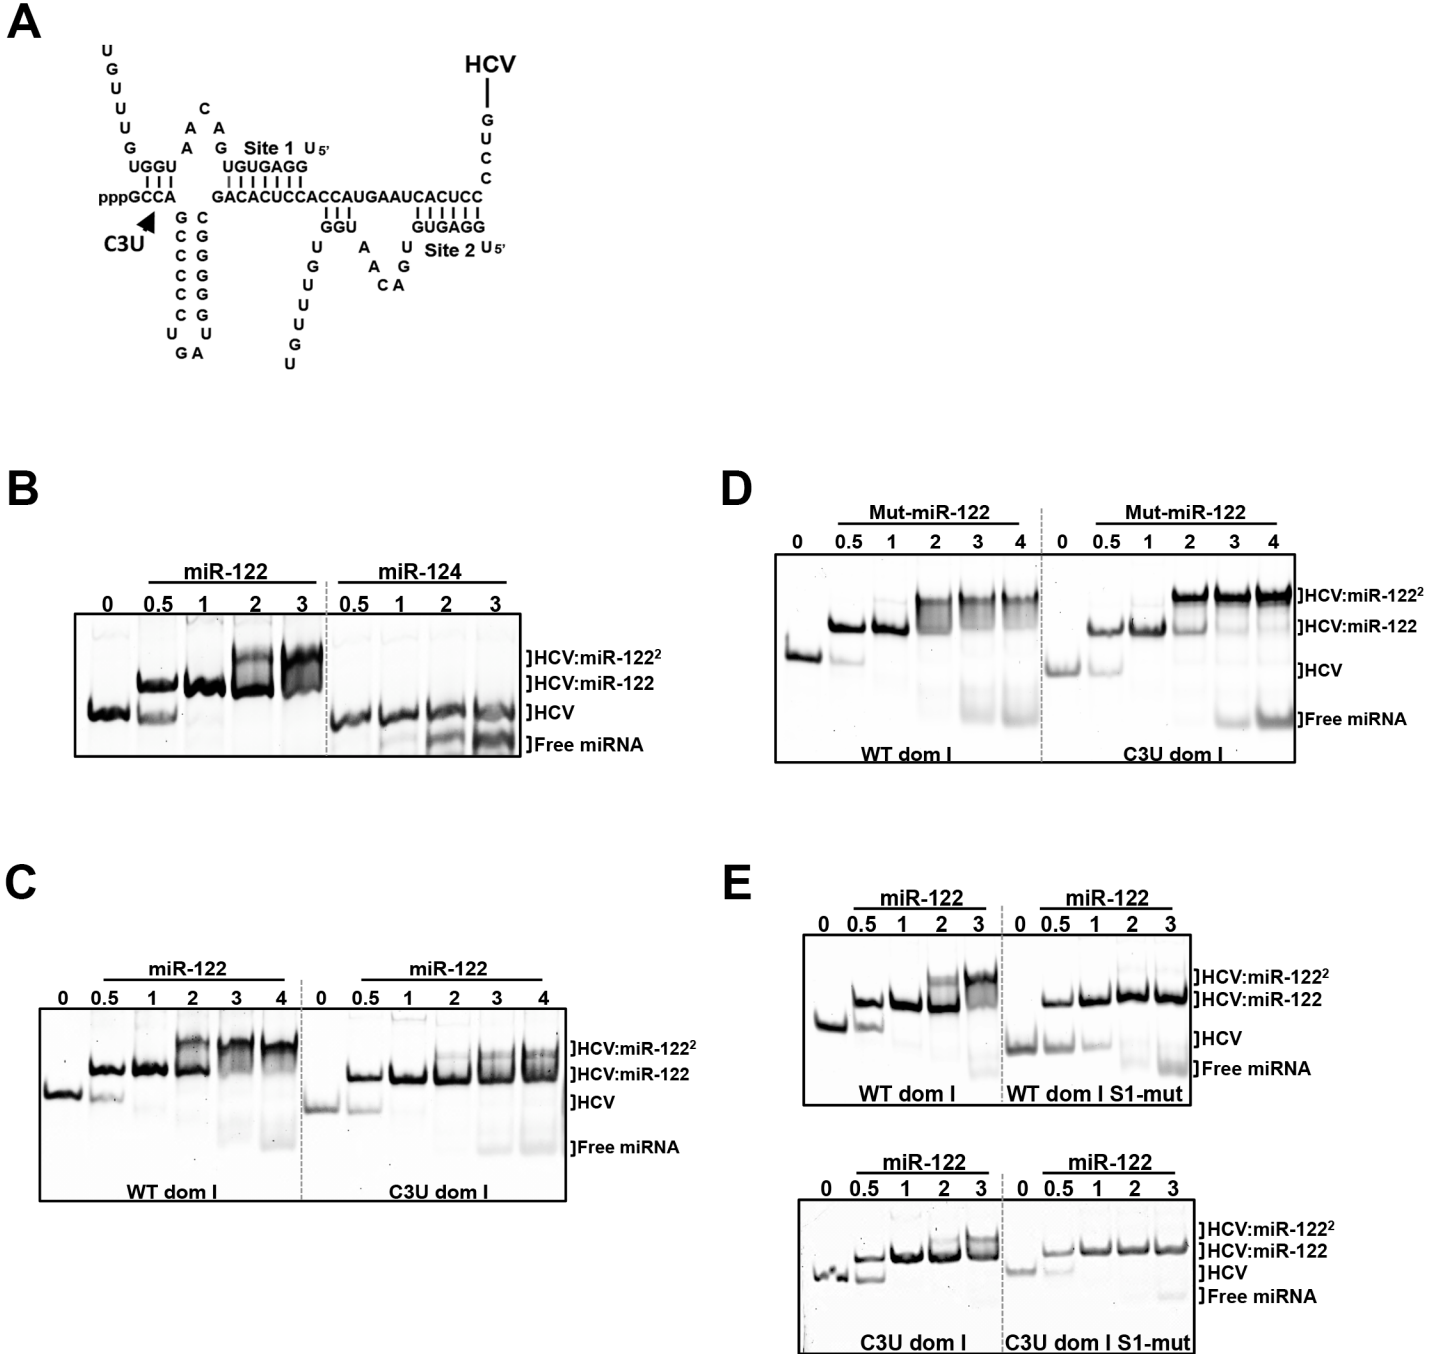 A
U
G
U
U
U
G
UGGU
A
A
C
A
G
Site 1
U5'
UGUGAGG
pppGCCA
GACACUCCACCAUGAAUCACUCC
C3U
G C
C G
C G
C G
C G
C U
U
G A
U
GGU
U
G
U
U
U
G
U
A
A
C A
G
U
GUGAGG
Site 2
U5'
C
C
U
G
HCV
B
miR-122 miR-124
0 0.5 1 2 3 0.5 1 2 3
]HCV:miR-122²
]HCV:miR-122
]HCV
]Free miRNA
C
miR-122 miR-122
0 0.5 1 2 3 4 0 0.5 1 2 3 4
]HCV:miR-122²
]HCV:miR-122
]HCV
]Free miRNA
WT dom I C3U dom I
D
Mut-miR-122 Mut-miR-122
0 0.5 1 2 3 4 0 0.5 1 2 3 4
]HCV:miR-122²
]HCV:miR-122
]HCV
]Free miRNA
WT dom I C3U dom I
E
miR-122 miR-122
0 0.5 1 2 3 0 0.5 1 2 3
]HCV:miR-122²
]HCV:miR-122
]HCV
]Free miRNA
WT dom I WT dom I S1-mut
miR-122 miR-122
0 0.5 1 2 3 0 0.5 1 2 3
]HCV:miR-122²
]HCV:miR-122
]HCV
]Free miRNA
C3U dom I C3U dom I S1-mut